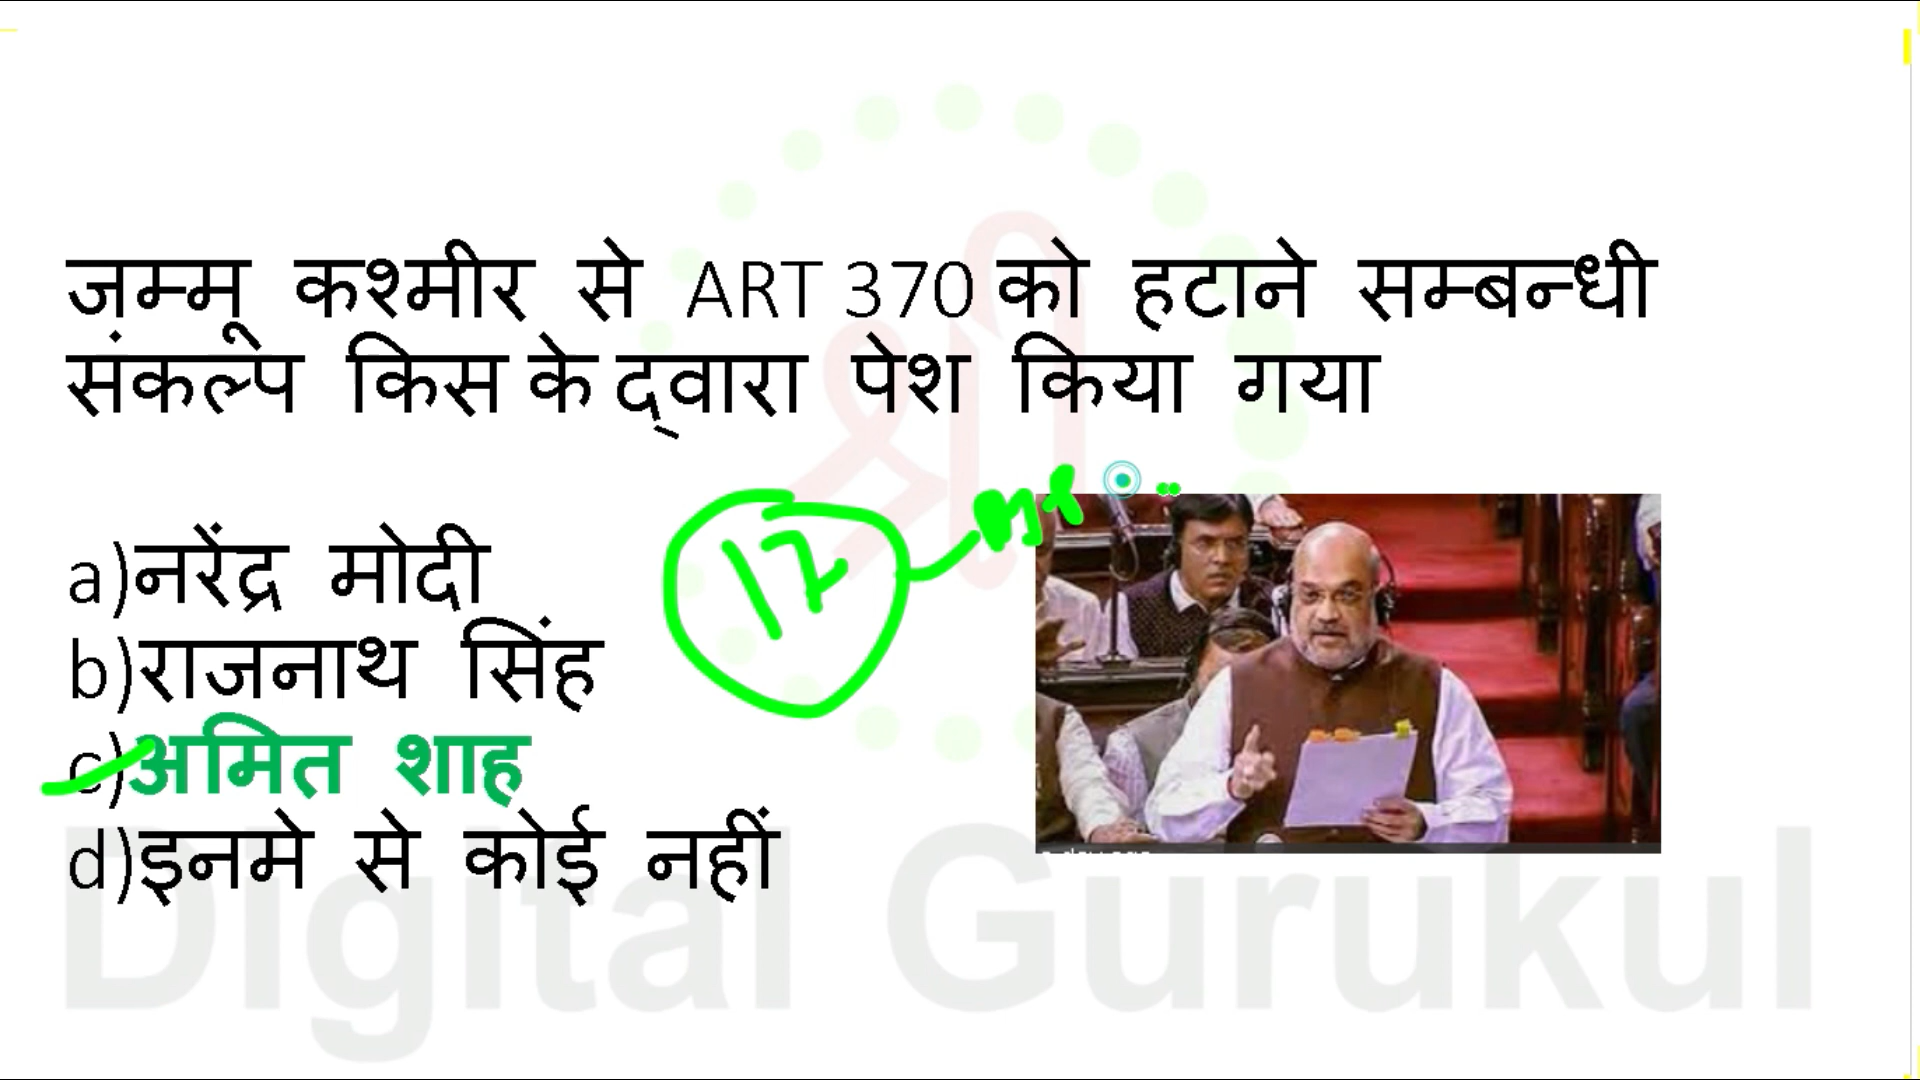 जम्मू कश्मीर से ART 370 को हटाने सम्बन्धी
संकल्प किस के द्वारा पेश किया गया
a)नरेंद्र मोदी
b)राजनाथ सिंह
c)अमित शाह
d)इनमे से कोई नहीं
17
श्री
Digital Gurukul